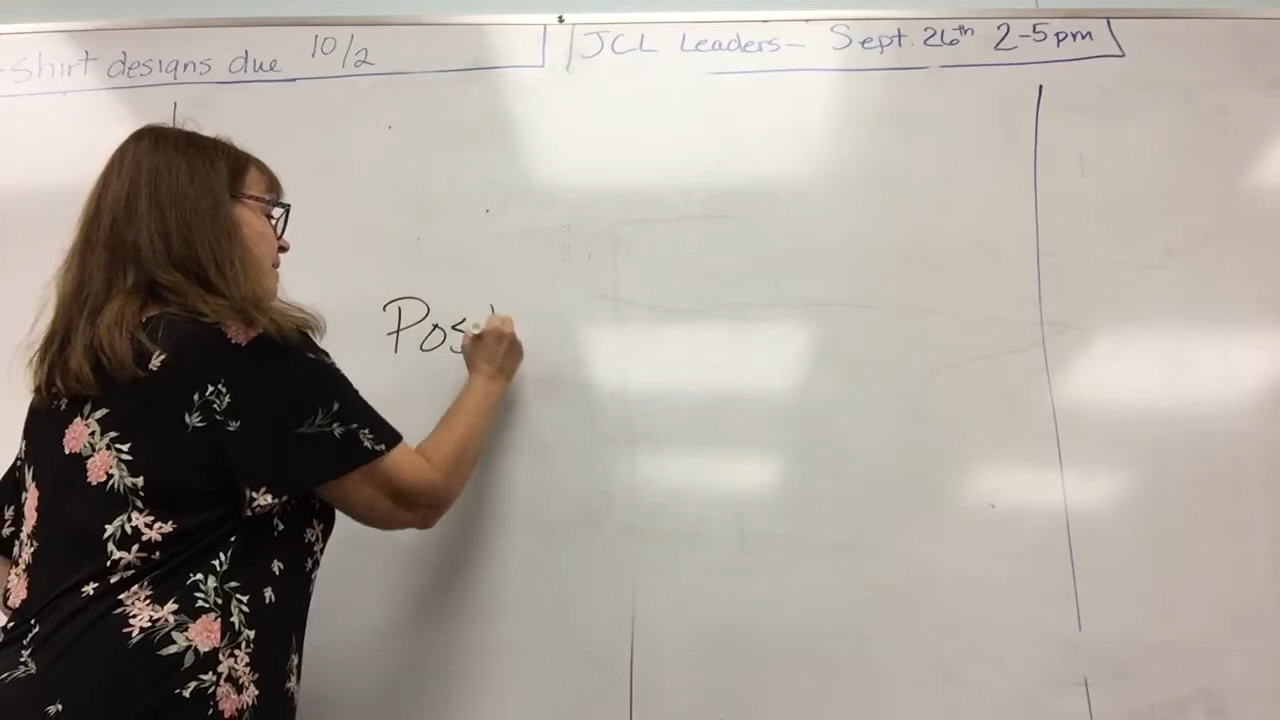 -shirt designs due 10/2
JCL Leaders- Sept. 26th 2-5pm
Pos